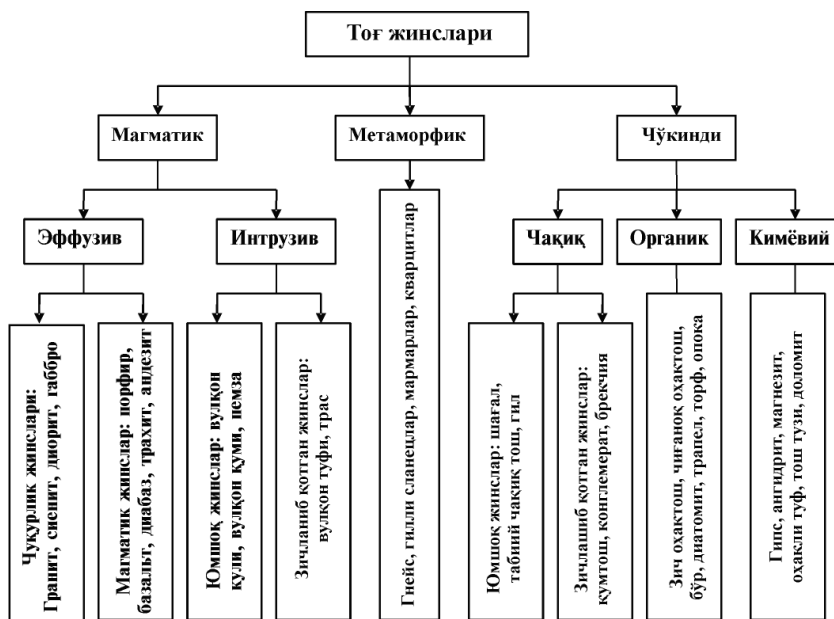 Тоғ жинслари
Магматик
Метаморфик
Чўкинди
Эффузив
Интрузив
Чақиқ
Органик
Кимёвий
Чуқурлик жинслари:
Гранит, сиенит, диорит, габбро
Магматик жинслар: порфир,
базальт, диабаз, трахит, андезит
Юмшоқ жинслар: вулқон
кули, вулқон қуми, пемза
Зичланиб қотган жинслар:
вулқон туфи, трас
Гнейс, гилли сланецлар, мармарлар, кварцитлар
Юмшоқ жинслар: шағал,
табиий чақиқ тош, гил
Зичлашиб қотган жинслар:
қумтош, конглемерат, брекчия
Зич оҳактош, чиғаноқ оҳактош,
бўр, диатомит, трапел, торф, опока
Гипс, ангидрит, магнезит,
оҳакли туф, тош тузи, доломит